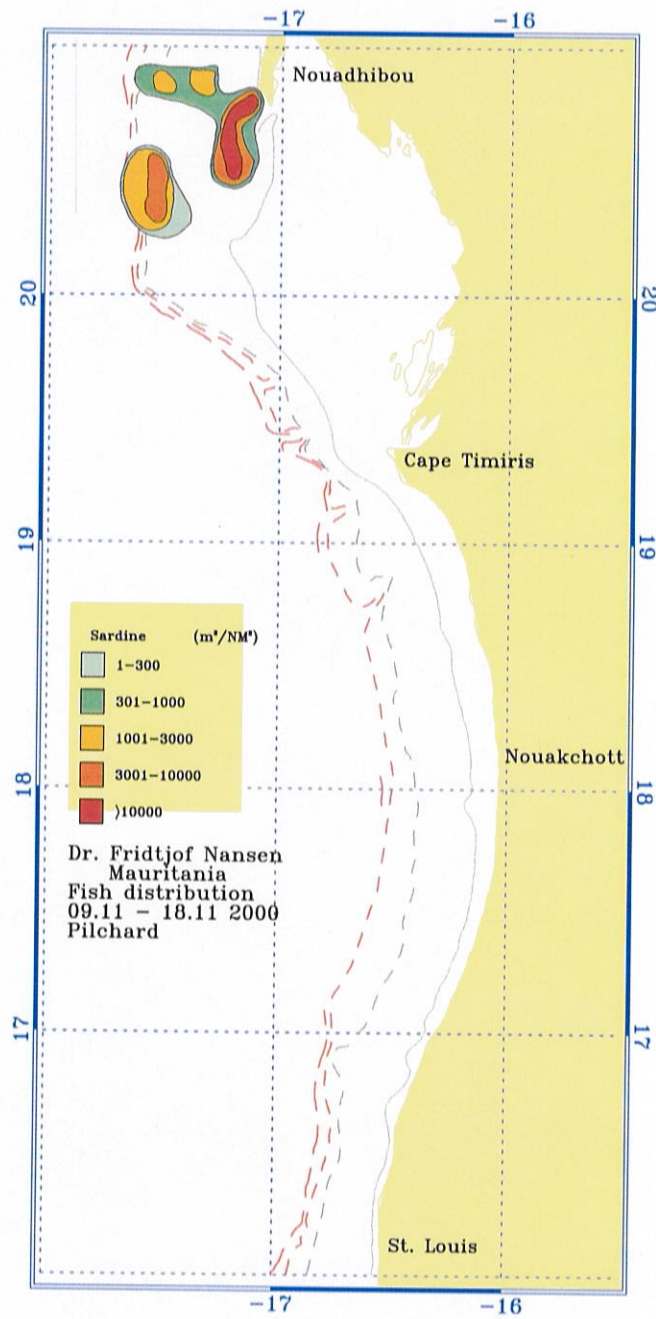 -17 -16
Nouadhibou
20 20
Cape Timiris
19 19
Sardine (m²/NM²)
1-300
301-1000
1001-3000
3001-10000
>10000
Nouakchott
18 18
Dr. Fridtjof Nansen
Mauritania
Fish distribution
09.11 - 18.11 2000
Pilchard
17 17
St. Louis
-17 -16